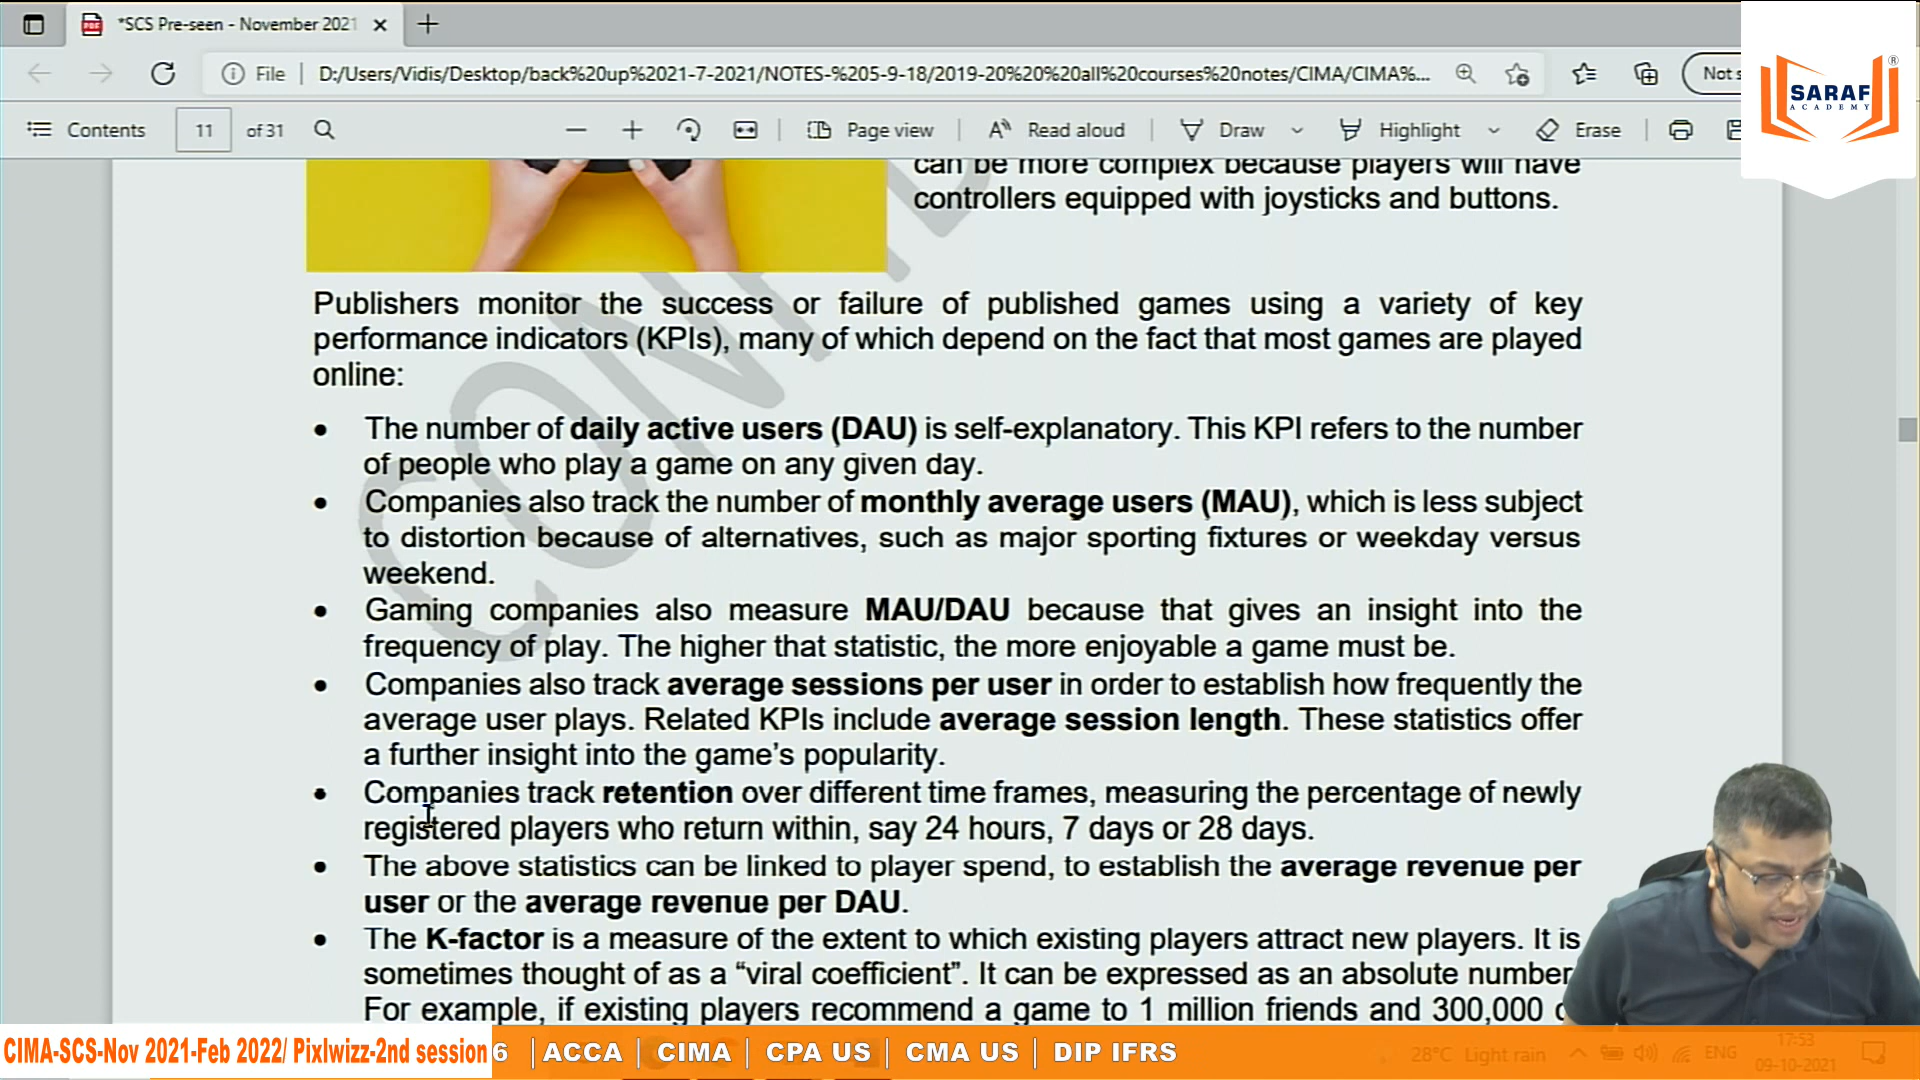 *SCS Pre-seen - November 2021
File
D:/Users/Vidis/Desktop/back%20up%2021-7-2021/NOTES-%205-9-18/2019-20%20%20all%20courses%20notes/CIMA/CIMA%...
Not s
SARAF
ACADEMY
®
Contents
11
of 31
Page view
Read aloud
Draw
Highlight
Erase
can be more complex because players will have
controllers equipped with joysticks and buttons.
Publishers monitor the success or failure of published games using a variety of key
performance indicators (KPIs), many of which depend on the fact that most games are played
online:
• The number of daily active users (DAU) is self-explanatory. This KPI refers to the number
of people who play a game on any given day.
• Companies also track the number of monthly average users (MAU), which is less subject
to distortion because of alternatives, such as major sporting fixtures or weekday versus
weekend.
• Gaming companies also measure MAU/DAU because that gives an insight into the
frequency of play. The higher that statistic, the more enjoyable a game must be.
• Companies also track average sessions per user in order to establish how frequently the
average user plays. Related KPIs include average session length. These statistics offer
a further insight into the game's popularity.
• Companies track retention over different time frames, measuring the percentage of newly
registered players who return within, say 24 hours, 7 days or 28 days.
• The above statistics can be linked to player spend, to establish the average revenue per
user or the average revenue per DAU.
• The K-factor is a measure of the extent to which existing players attract new players. It is
sometimes thought of as a “viral coefficient”. It can be expressed as an absolute number
For example, if existing players recommend a game to 1 million friends and 300,000
CIMA-SCS-Nov 2021-Feb 2022/ Pixlwizz-2nd session
6 | ACCA | CIMA | CPA US | CMA US | DIP IFRS
28°C Light rain
ENG
17:53
09-10-2021